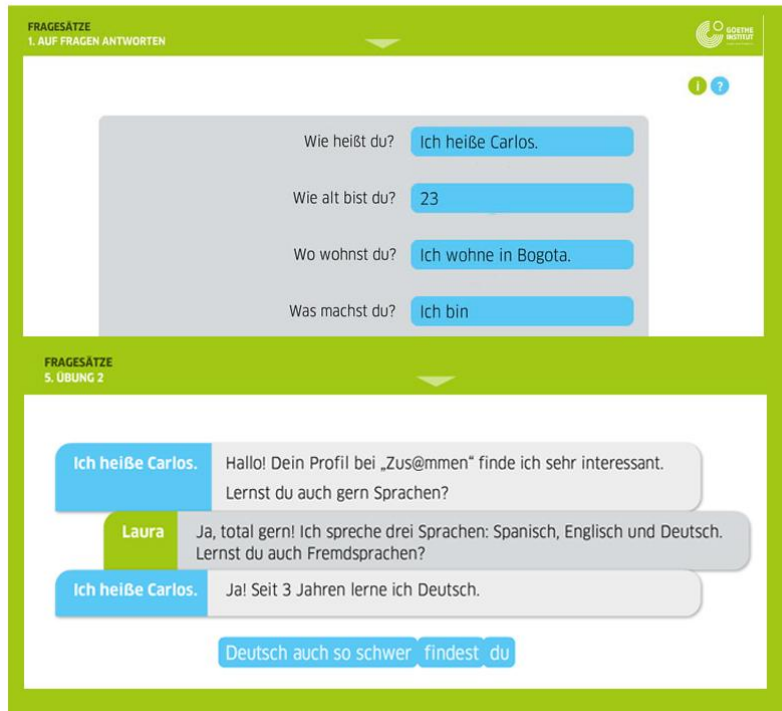 FRAGESÄTZE
1. AUF FRAGEN ANTWORTEN
GOETHE
INSTITUT
i ?
Wie heißt du? Ich heiße Carlos.
Wie alt bist du? 23
Wo wohnst du? Ich wohne in Bogota.
Was machst du? Ich bin
FRAGESÄTZE
5. ÜBUNG 2
Ich heiße Carlos. Hallo! Dein Profil bei „Zus@mmen” finde ich sehr interessant.
Lernst du auch gern Sprachen?
Laura Ja, total gern! Ich spreche drei Sprachen: Spanisch, Englisch und Deutsch.
Lernst du auch Fremdsprachen?
Ich heiße Carlos. Ja! Seit 3 Jahren lerne ich Deutsch.
Deutsch auch so schwer findest du